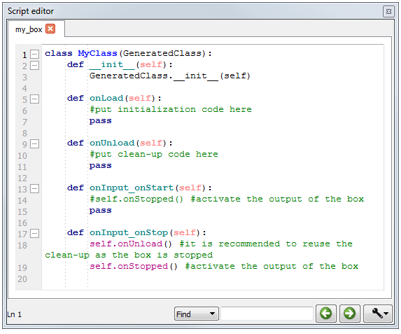 Script editor
my_box
1 class MyClass(GeneratedClass):
2 def __init__(self):
3 GeneratedClass.__init__(self)
4
5 def onLoad(self):
6 #put initialization code here
7 pass
8
9 def onUnload(self):
10 #put clean-up code here
11 pass
12
13 def onInput_onStart(self):
14 #self.onStopped() #activate the output of the box
15 pass
16
17 def onInput_onStop(self):
18 self.onUnload() #it is recommended to reuse the
clean-up as the box is stopped
19 self.onStopped() #activate the output of the box
20
Ln 1
Find